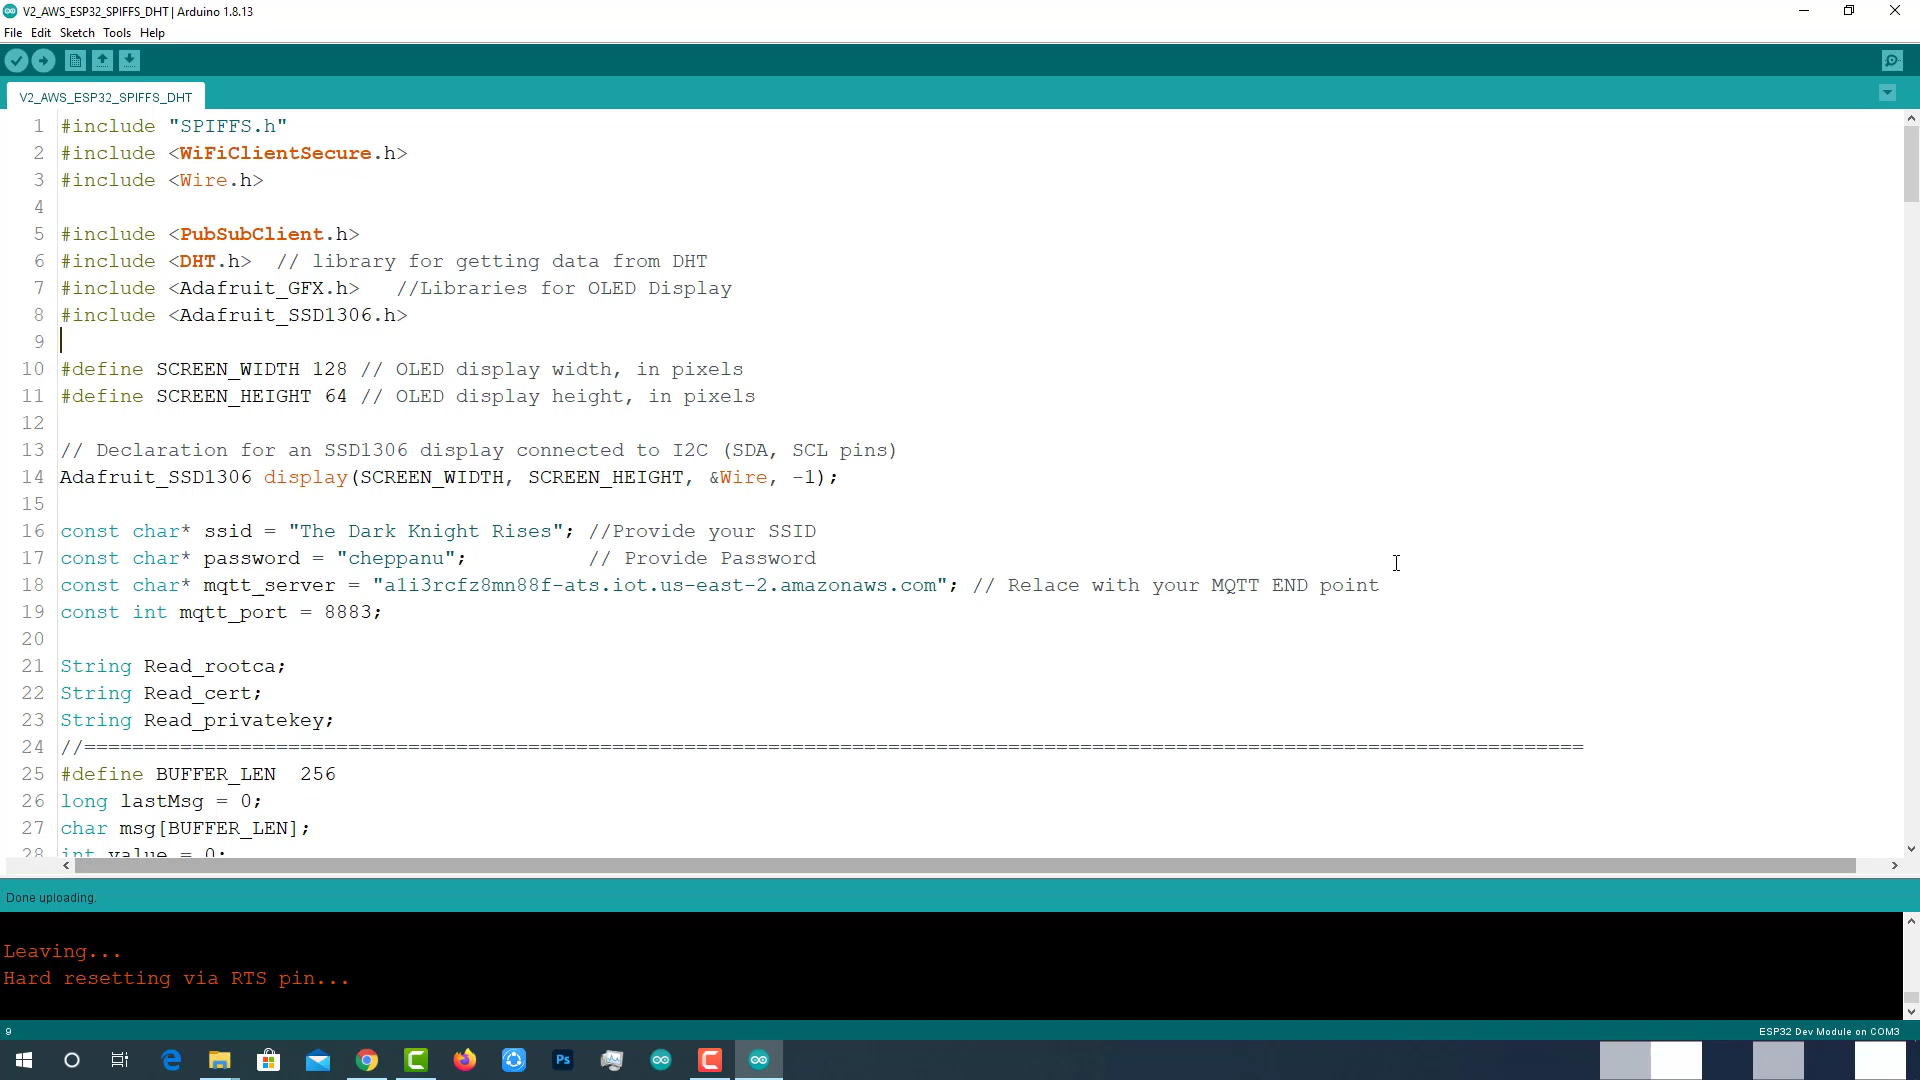 V2_AWS_ESP32_SPIFFS_DHT | Arduino 1.8.13
File Edit Sketch Tools Help
V2_AWS_ESP32_SPIFFS_DHT
1 #include "SPIFFS.h"
2 #include <WiFiClientSecure.h>
3 #include <Wire.h>
4
5 #include <PubSubClient.h>
6 #include <DHT.h>  // library for getting data from DHT
7 #include <Adafruit_GFX.h>   //Libraries for OLED Display
8 #include <Adafruit_SSD1306.h>
9
10 #define SCREEN_WIDTH 128 // OLED display width, in pixels
11 #define SCREEN_HEIGHT 64 // OLED display height, in pixels
12
13 // Declaration for an SSD1306 display connected to I2C (SDA, SCL pins)
14 Adafruit_SSD1306 display(SCREEN_WIDTH, SCREEN_HEIGHT, &Wire, -1);
15
16 const char* ssid = "The Dark Knight Rises"; //Provide your SSID
17 const char* password = "cheppanu";          // Provide Password
18 const char* mqtt_server = "a1i3rcfz8mn88f-ats.iot.us-east-2.amazonaws.com"; // Relace with your MQTT END point
19 const int mqtt_port = 8883;
20
21 String Read_rootca;
22 String Read_cert;
23 String Read_privatekey;
24 //=============================================================================================================================
25 #define BUFFER_LEN  256
26 long lastMsg = 0;
27 char msg[BUFFER_LEN];
28 int value = 0;
Done uploading.
Leaving...
Hard resetting via RTS pin...
9
ESP32 Dev Module on COM3
Ps